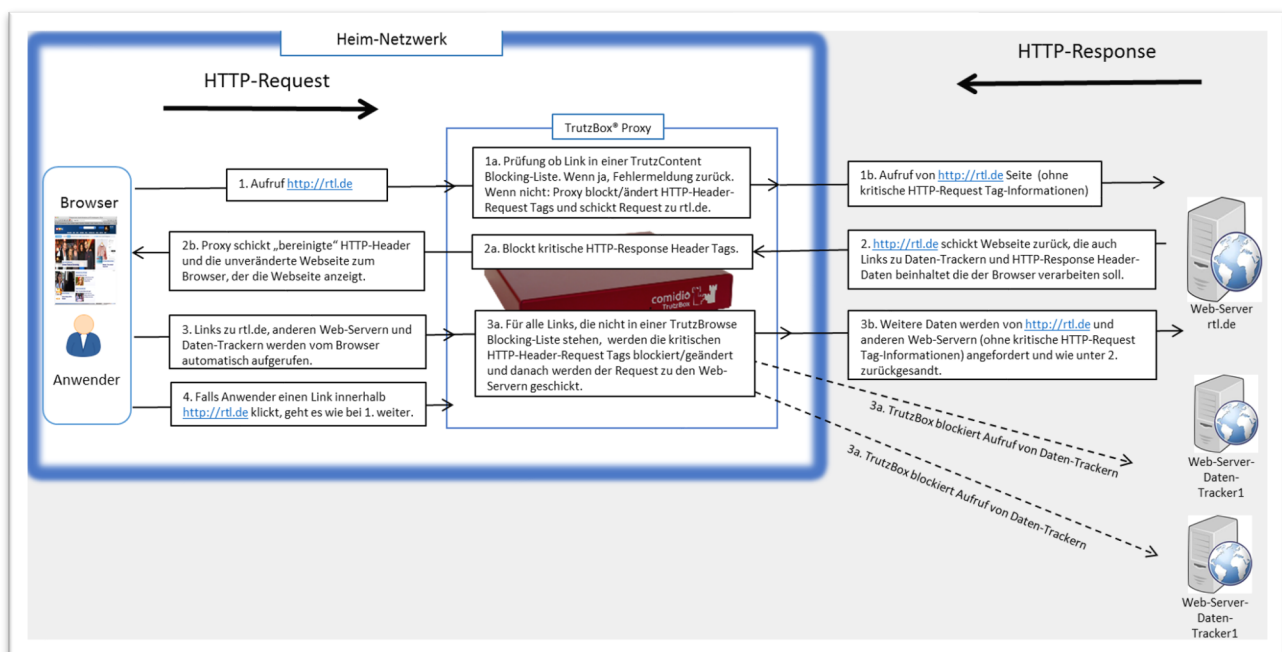 Heim-Netzwerk
HTTP-Request
HTTP-Response
TrutzBox® Proxy
Browser
Anwender
1. Aufruf http://rtl.de
1a. Prüfung ob Link in einer TrutzContent
Blocking-Liste. Wenn ja, Fehlermeldung zurück.
Wenn nicht: Proxy blockt/ändert HTTP-Header-
Request Tags und schickt Request zu rtl.de.
1b. Aufruf von http://rtl.de Seite (ohne
kritische HTTP-Request Tag-Informationen)
2b. Proxy schickt „bereinigte" HTTP-Header
und die unveränderte Webseite zum
Browser, der die Webseite anzeigt.
2a. Blockt kritische HTTP-Response Header Tags.
2. http://rtl.de schickt Webseite zurück, die auch
Links zu Daten-Trackern und HTTP-Response Header-
Daten beinhaltet die der Browser verarbeiten soll.
comidio
TrutzBox
Web-Server
rtl.de
3. Links zu rtl.de, anderen Web-Servern und
Daten-Trackern werden vom Browser
automatisch aufgerufen.
3a. Für alle Links, die nicht in einer TrutzBrowse
Blocking-Liste stehen, werden die kritischen
HTTP-Header-Request Tags blockiert/geändert
und danach werden der Request zu den Web-
Servern geschickt.
3b. Weitere Daten werden von http://rtl.de und
anderen Web-Servern (ohne kritische HTTP-Request
Tag-Informationen) angefordert und wie unter 2.
zurückgesandt.
4. Falls Anwender einen Link innerhalb
http://rtl.de klickt, geht es wie bei 1. weiter.
3a. TrutzBox blockiert Aufruf von Daten-Trackern
3a. TrutzBox blockiert Aufruf von Daten-Trackern
Web-Server-
Daten-
Tracker1
Web-Server-
Daten-
Tracker1